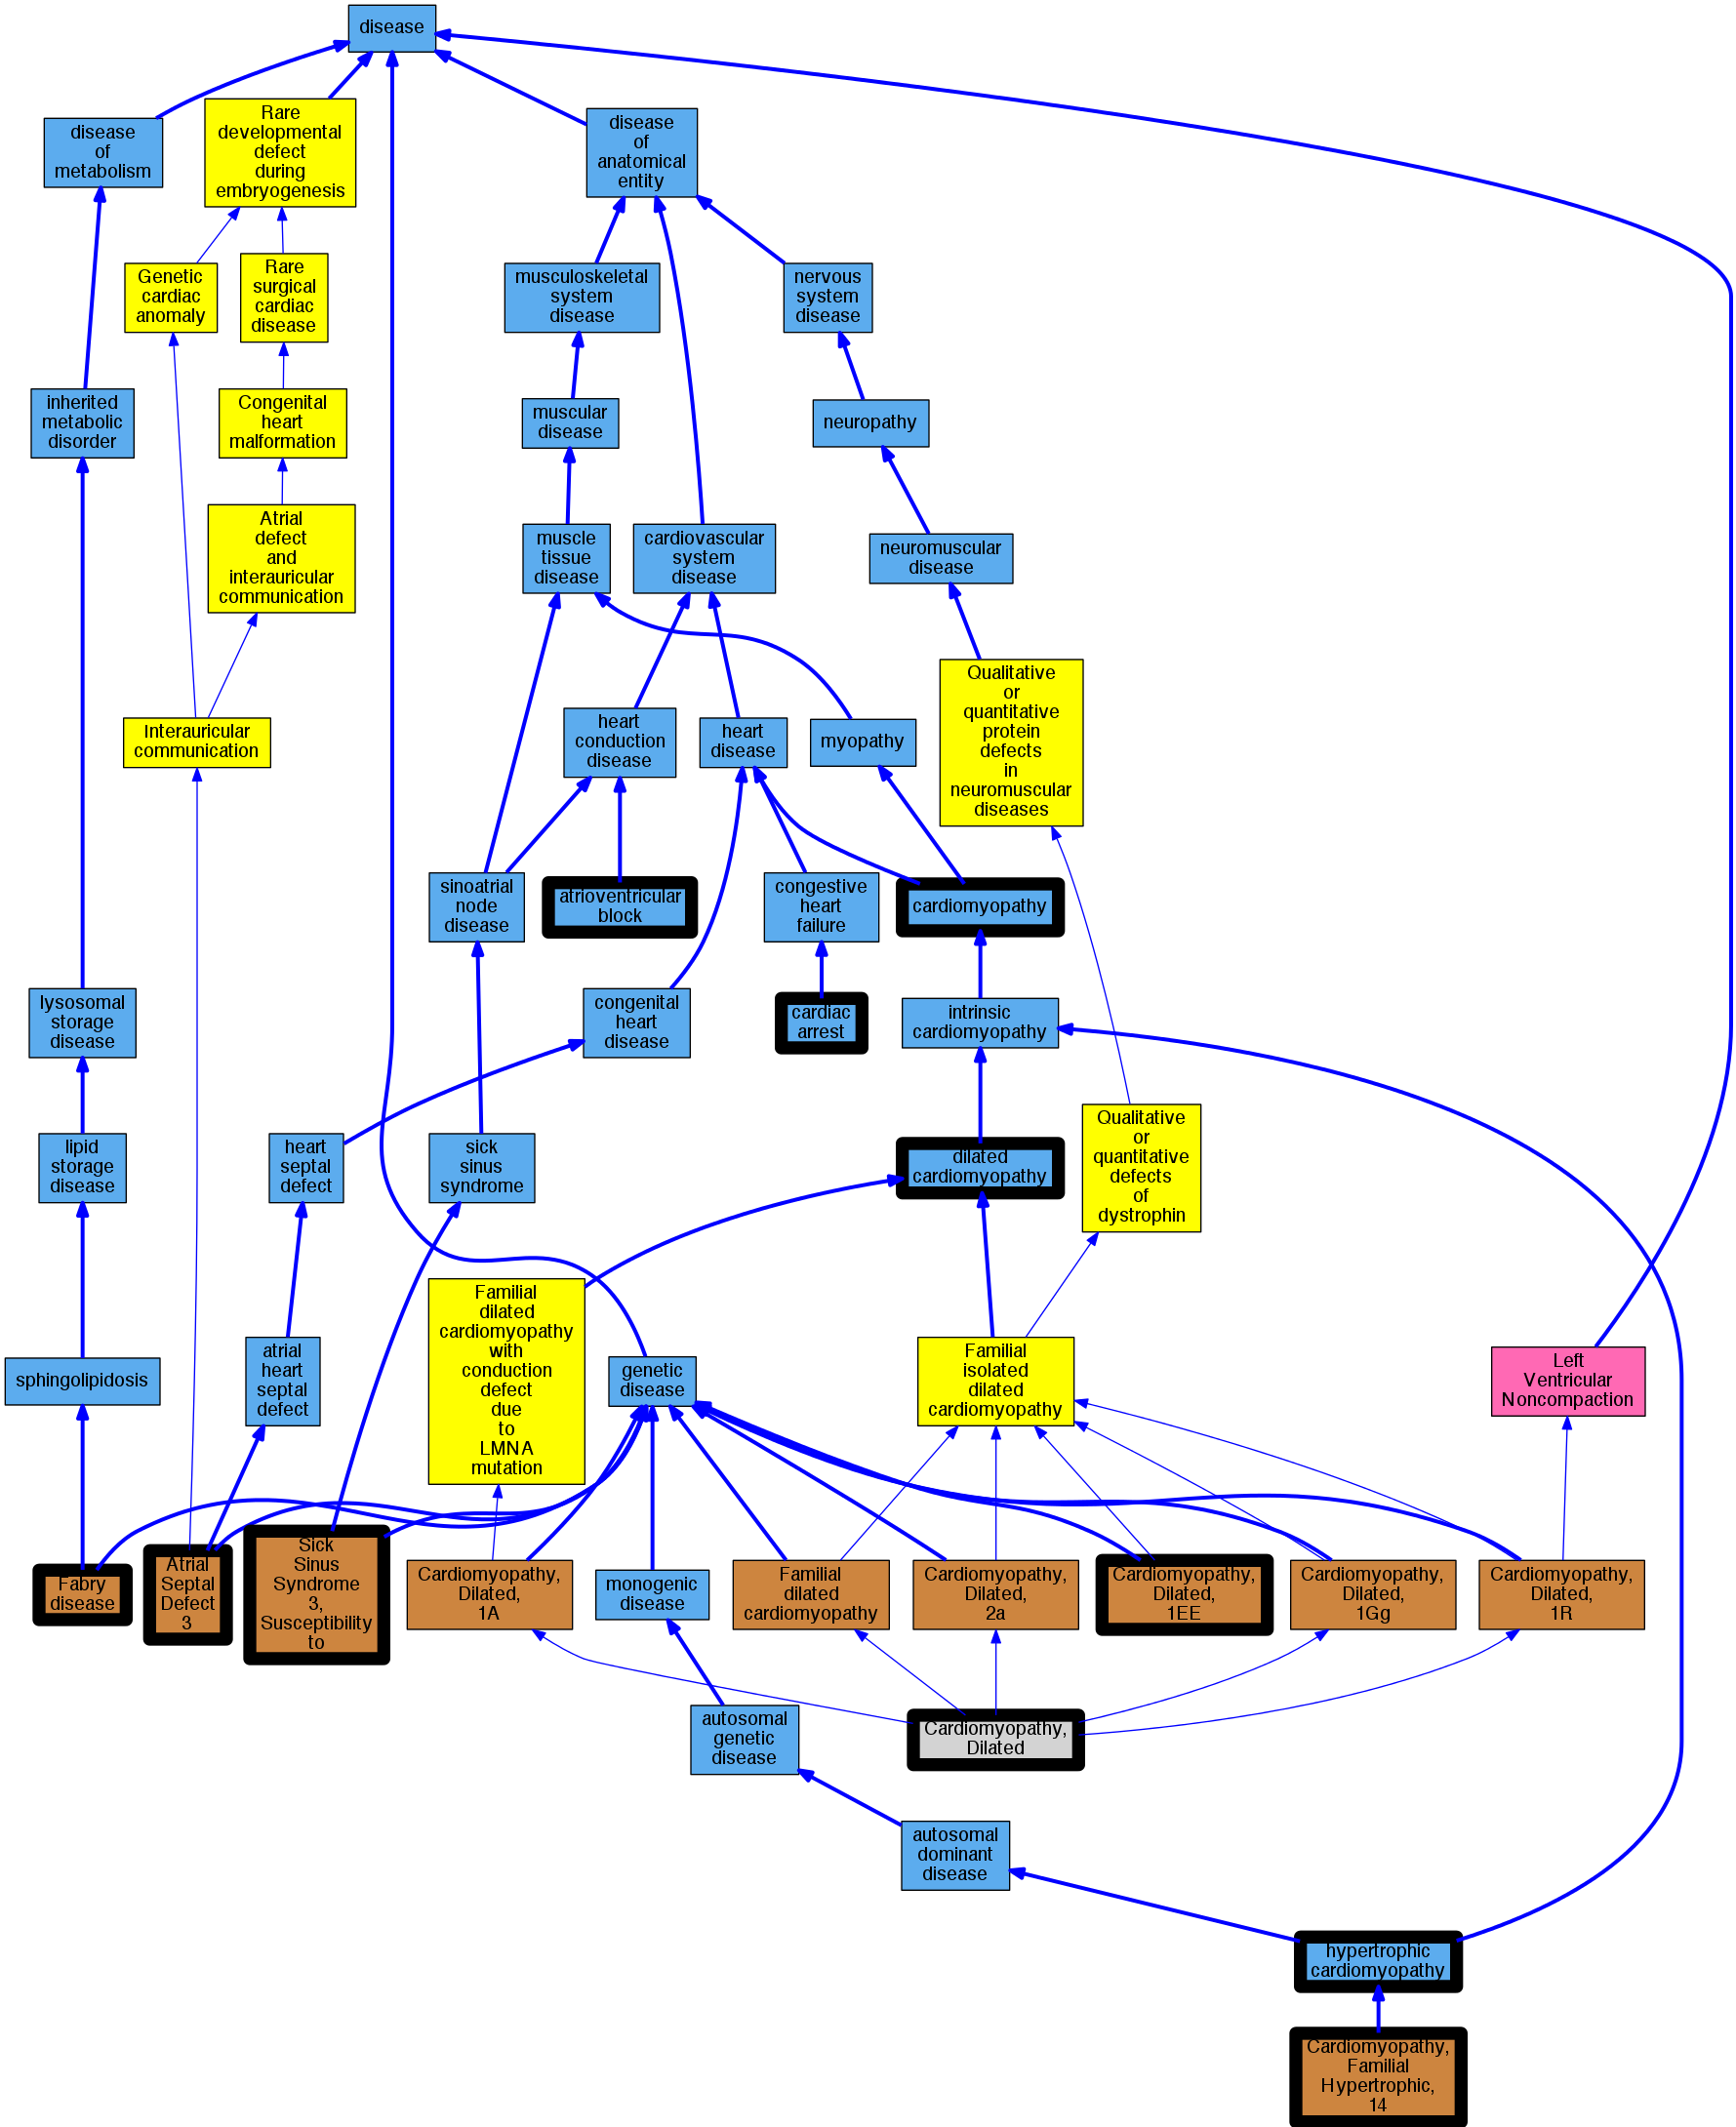 disease
disease
of
metabolism
Rare
developmental
defect
during
embryogenesis
disease
of
anatomical
entity
Genetic
cardiac
anomaly
Rare
surgical
cardiac
disease
musculoskeletal
system
disease
nervous
system
disease
inherited
metabolic
disorder
Congenital
heart
malformation
muscular
disease
neuropathy
Atrial
defect
and
interauricular
communication
muscle
tissue
disease
cardiovascular
system
disease
neuromuscular
disease
Interauricular
communication
heart
conduction
disease
heart
disease
myopathy
Qualitative
or
quantitative
protein
defects
in
neuromuscular
diseases
sinoatrial
node
disease
atrioventricular
block
congestive
heart
failure
cardiomyopathy
lysosomal
storage
disease
congenital
heart
disease
cardiac
arrest
intrinsic
cardiomyopathy
lipid
storage
disease
heart
septal
defect
sick
sinus
syndrome
dilated
cardiomyopathy
Qualitative
or
quantitative
defects
of
dystrophin
sphingolipidosis
atrial
heart
septal
defect
Familial
dilated
cardiomyopathy
with
conduction
defect
due
to
LMNA
mutation
genetic
disease
Familial
isolated
dilated
cardiomyopathy
Left
Ventricular
Noncompaction
Fabry
disease
Atrial
Septal
Defect
3
Sick
Sinus
Syndrome
3,
Susceptibility
to
Cardiomyopathy,
Dilated,
1A
monogenic
disease
Familial
dilated
cardiomyopathy
Cardiomyopathy,
Dilated,
2a
Cardiomyopathy,
Dilated,
1EE
Cardiomyopathy,
Dilated,
1Gg
Cardiomyopathy,
Dilated,
1R
autosomal
genetic
disease
Cardiomyopathy,
Dilated
autosomal
dominant
disease
hypertrophic
cardiomyopathy
Cardiomyopathy,
Familial
Hypertrophic,
14